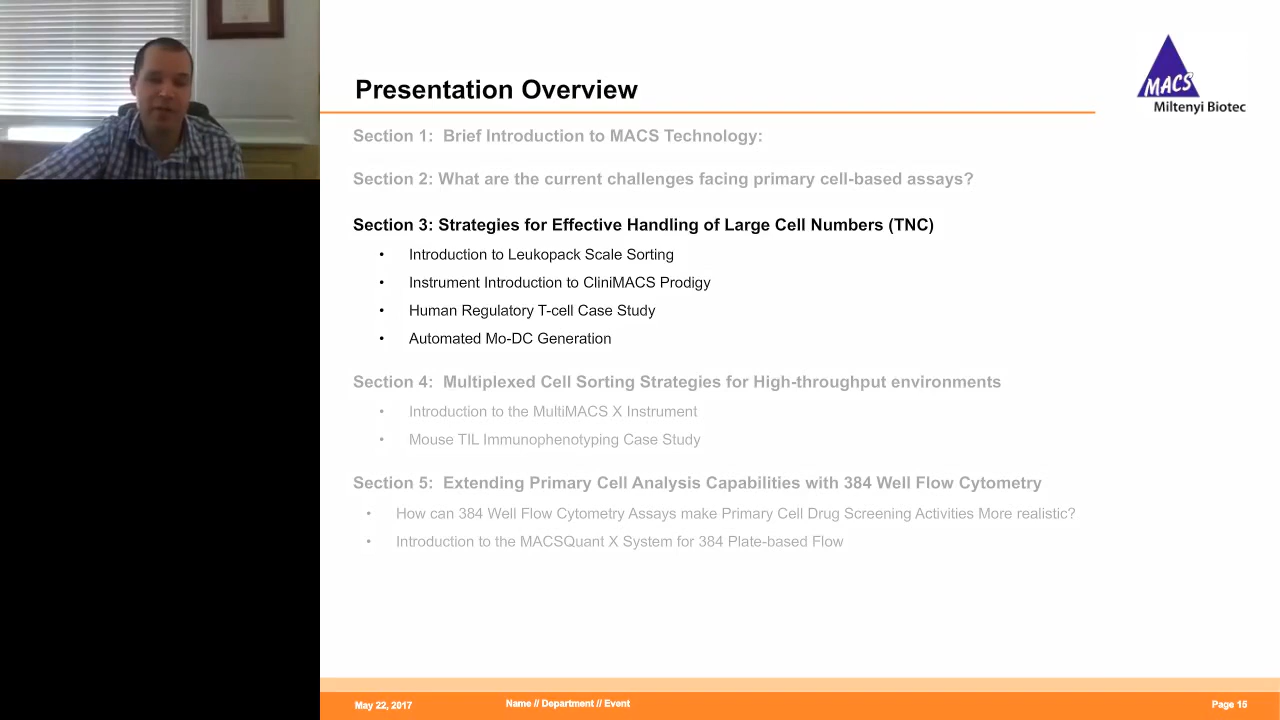 Presentation Overview
MACS
Miltenyi Biotec
Section 1: Brief Introduction to MACS Technology:
Section 2: What are the current challenges facing primary cell-based assays?
Section 3: Strategies for Effective Handling of Large Cell Numbers (TNC)
• Introduction to Leukopack Scale Sorting
• Instrument Introduction to CliniMACS Prodigy
• Human Regulatory T-cell Case Study
• Automated Mo-DC Generation
Section 4: Multiplexed Cell Sorting Strategies for High-throughput environments
• Introduction to the MultiMACS X Instrument
• Mouse TIL Immunophenotyping Case Study
Section 5: Extending Primary Cell Analysis Capabilities with 384 Well Flow Cytometry
• How can 384 Well Flow Cytometry Assays make Primary Cell Drug Screening Activities More realistic?
• Introduction to the MACSQuant X System for 384 Plate-based Flow
May 22, 2017
Name // Department // Event
Page 15